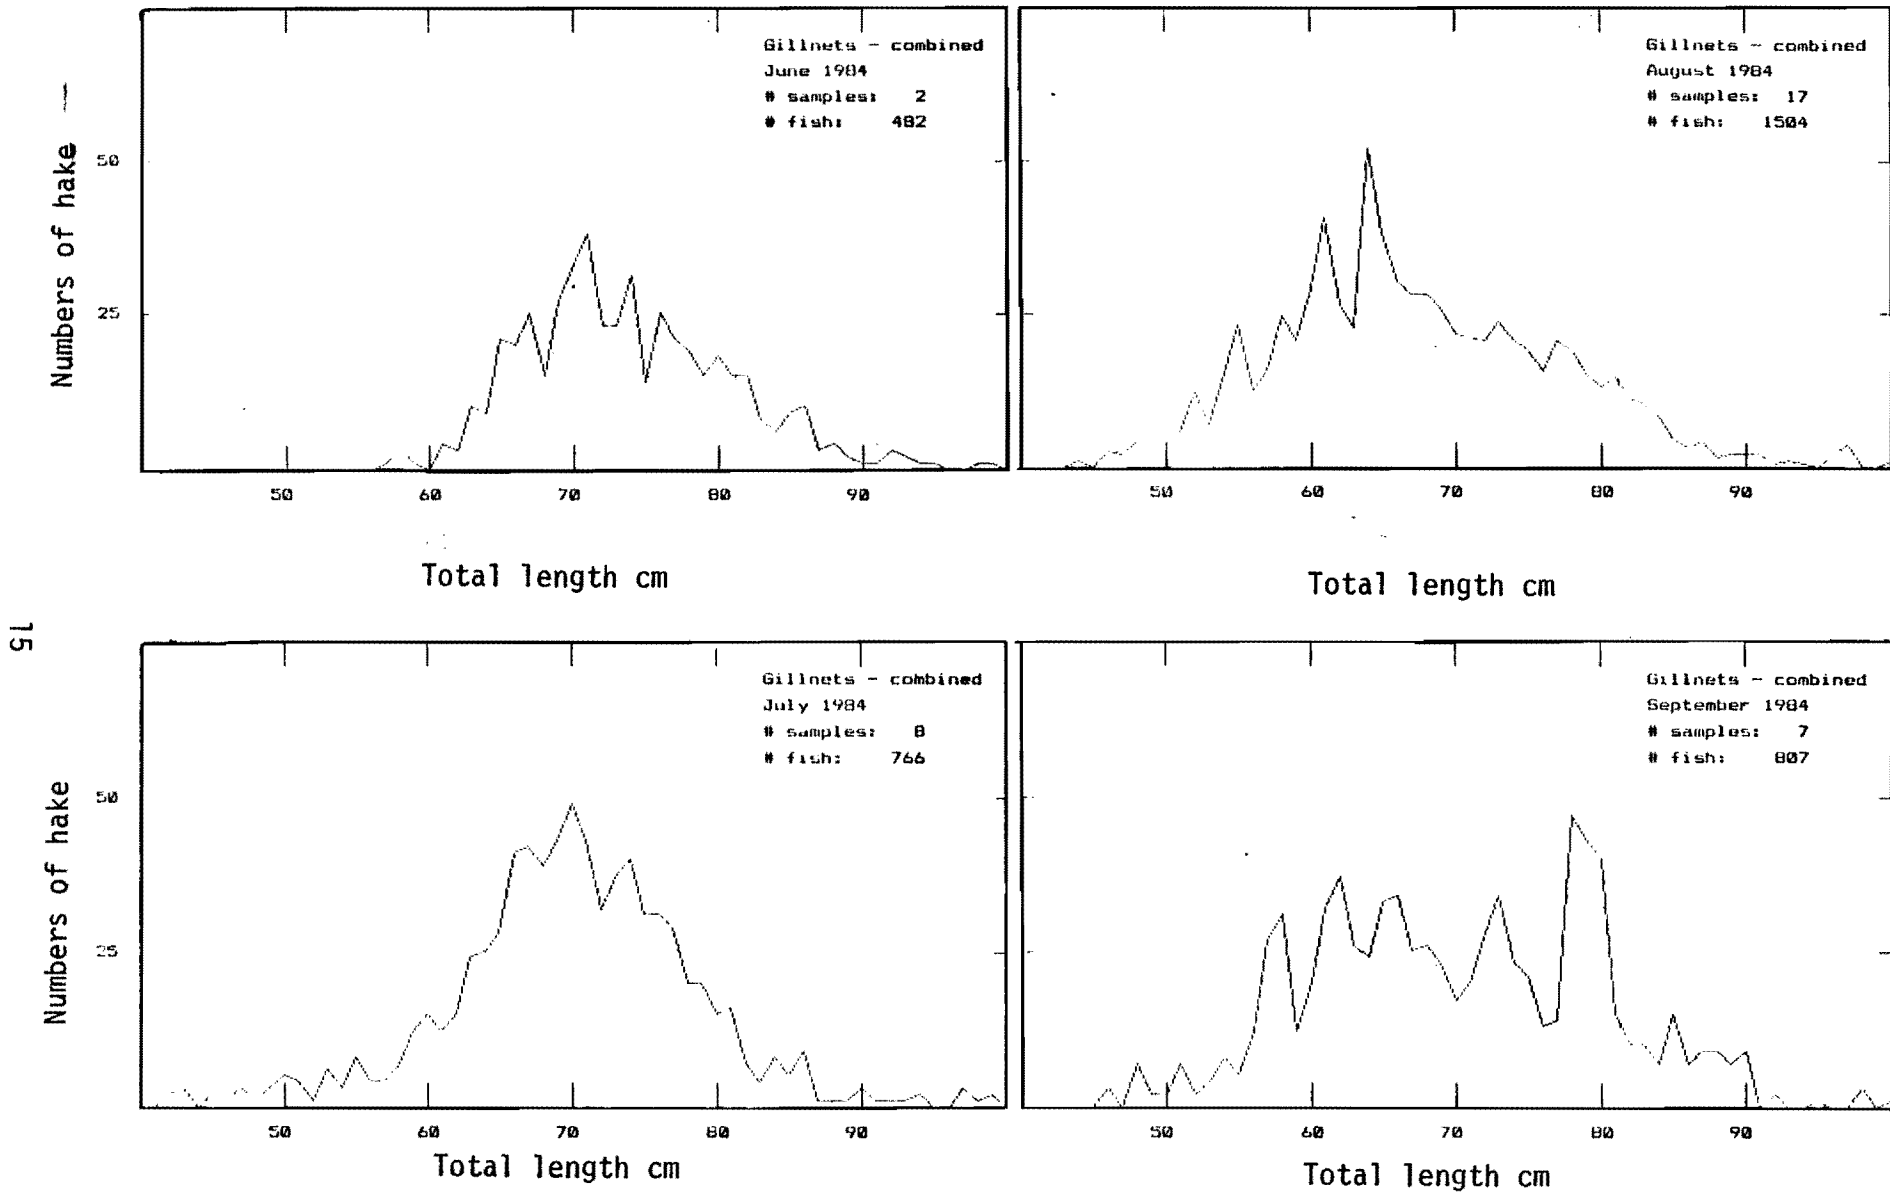 Gillnets - combined
June 1984
# samples: 2
# fish: 482
Numbers of hake
50
25
50 60 70 80 90
Total length cm
Gillnets - combined
August 1984
# samples: 17
# fish: 1504
50 60 70 80 90
Total length cm
15
Gillnets - combined
July 1984
# samples: 8
# fish: 766
Numbers of hake
50
25
50 60 70 80 90
Total length cm
Gillnets - combined
September 1984
# samples: 7
# fish: 807
50 60 70 80 90
Total length cm